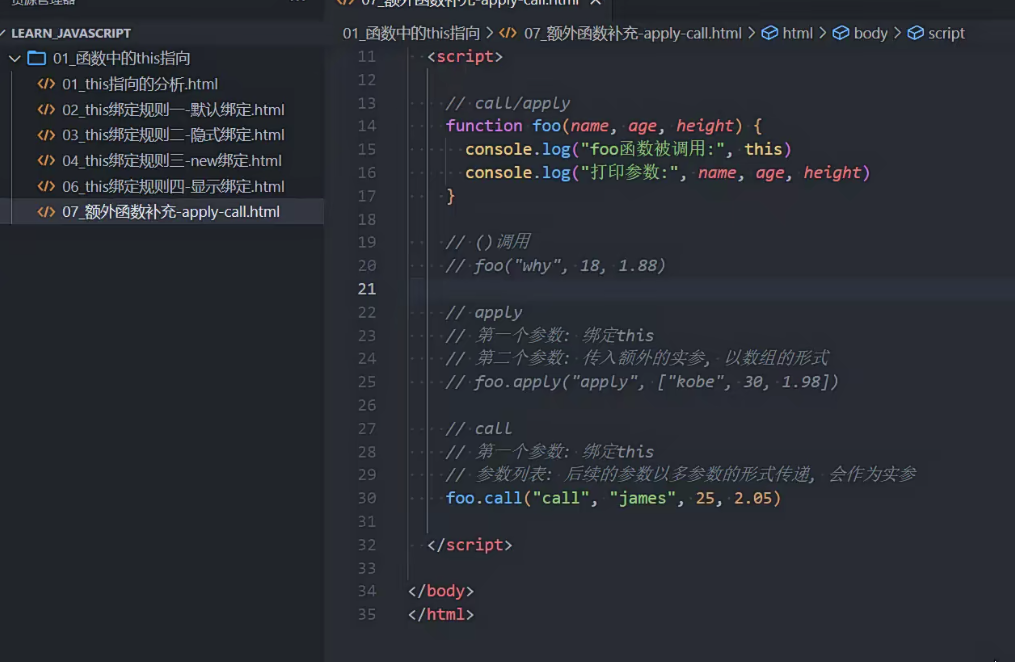 资源管理器
07_额外函数补充-apply-call.html
LEARN_JAVASCRIPT
01_函数中的this指向
01_this指向的分析.html
02_this绑定规则一-默认绑定.html
03_this绑定规则二-隐式绑定.html
04_this绑定规则三-new绑定.html
06_this绑定规则四-显示绑定.html
07_额外函数补充-apply-call.html
01_函数中的this指向 > 07_额外函数补充-apply-call.html > html > body > script
11 <script>
12
13 // call/apply
14 function foo(name, age, height) {
15 console.log("foo函数被调用:", this)
16 console.log("打印参数:", name, age, height)
17 }
18
19 // ()调用
20 // foo("why", 18, 1.88)
21
22 // apply
23 // 第一个参数: 绑定this
24 // 第二个参数: 传入额外的实参, 以数组的形式
25 // foo.apply("apply", ["kobe", 30, 1.98])
26
27 // call
28 // 第一个参数: 绑定this
29 // 参数列表: 后续的参数以多参数的形式传递, 会作为实参
30 foo.call("call", "james", 25, 2.05)
31
32 </script>
33
34 </body>
35 </html>